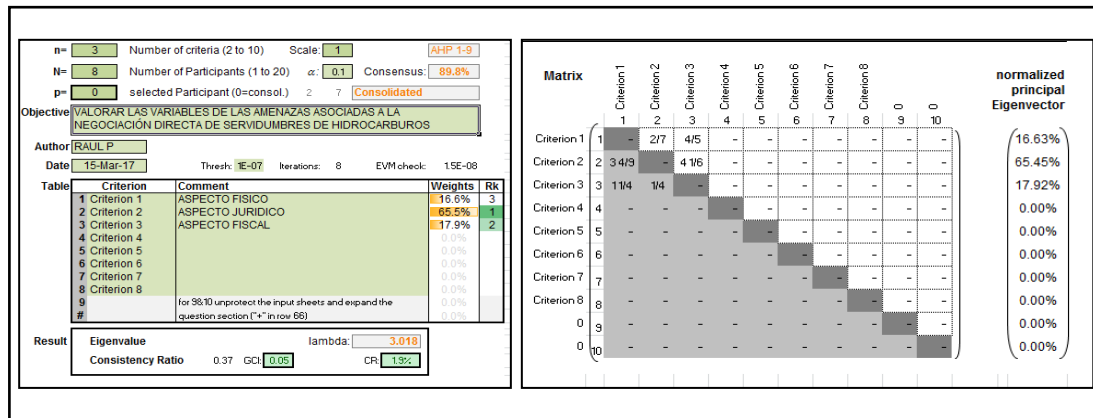 n= 3 Number of criteria (2 to 10) Scale: 1 AHP 1-9
N= 8 Number of Participants (1 to 20) α: 0.1 Consensus: 89.8%
p= 0 selected Participant (0=consol.) 2 7 Consolidated
Objective VALORAR LAS VARIABLES DE LAS AMENAZAS ASOCIADAS A LA
NEGOCIACIÓN DIRECTA DE SERVIDUMBRES DE HIDROCARBUROS
Author RAUL P
Date 15-Mar-17 Thresh: 1E-07 Iterations: 8 EVM check: 1.5E-08
Table Criterion Comment Weights Rk
1 Criterion 1 ASPECTO FISICO 16.6% 3
2 Criterion 2 ASPECTO JURIDICO 65.5% 1
3 Criterion 3 ASPECTO FISCAL 17.9% 2
4 Criterion 4 0.0%
5 Criterion 5 0.0%
6 Criterion 6 0.0%
7 Criterion 7 0.0%
8 Criterion 8 0.0%
9 for 9&10 unprotect the input sheets and expand the 0.0%
# question section ("+" in row 66) 0.0%
Result Eigenvalue lambda: 3.018
Consistency Ratio 0.37 GCI: 0.05 CR: 1.9%
Matrix
Criterion 1 Criterion 2 Criterion 3 Criterion 4 Criterion 5 Criterion 6 Criterion 7 Criterion 8 0 0
normalized
principal
Eigenvector
1 2 3 4 5 6 7 8 9 10
Criterion 1 1 - 2/7 4/5 - - - - - - - 16.63%
Criterion 2 2 3 4/9 - 4 1/6 - - - - - - - 65.45%
Criterion 3 3 1 1/4 1/4 - - - - - - - - 17.92%
Criterion 4 4 - - - - - - - - - - 0.00%
Criterion 5 5 - - - - - - - - - - 0.00%
Criterion 6 6 - - - - - - - - - - 0.00%
Criterion 7 7 - - - - - - - - - - 0.00%
Criterion 8 8 - - - - - - - - - - 0.00%
0 9 - - - - - - - - - - 0.00%
0 10 - - - - - - - - - - 0.00%